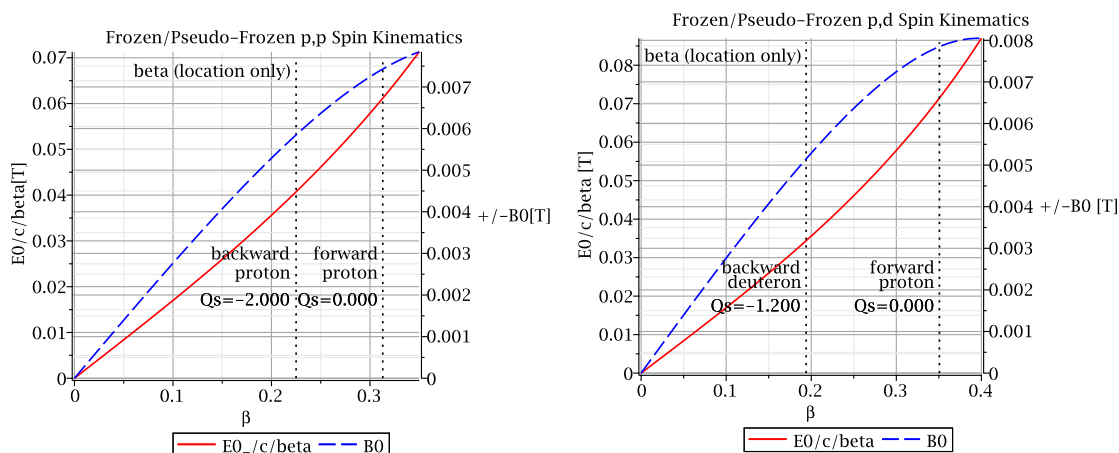 Frozen/Pseudo-Frozen p,p Spin Kinematics
beta (location only)
0.07
0.06
0.05
0.04
0.03
0.02
0.01
0
E0/c/beta[T]
0.007
0.006
0.005
0.004
0.003
0.002
0.001
0
+/-B0[T]
backward
proton
Qs=-2.000
forward
proton
Qs=0.000
0
0.1
0.2
0.3
β
E0_/c/beta
B0
Frozen/Pseudo-Frozen p,d Spin Kinematics
beta (location only)
0.08
0.07
0.06
0.05
0.04
0.03
0.02
0.01
0
E0/c/beta [T]
0.008
0.007
0.006
0.005
0.004
0.003
0.002
0.001
0
+/-B0 [T]
backward
deuteron
Qs=-1.200
forward
proton
Qs=0.000
0
0.1
0.2
0.3
0.4
β
E0/c/beta
B0